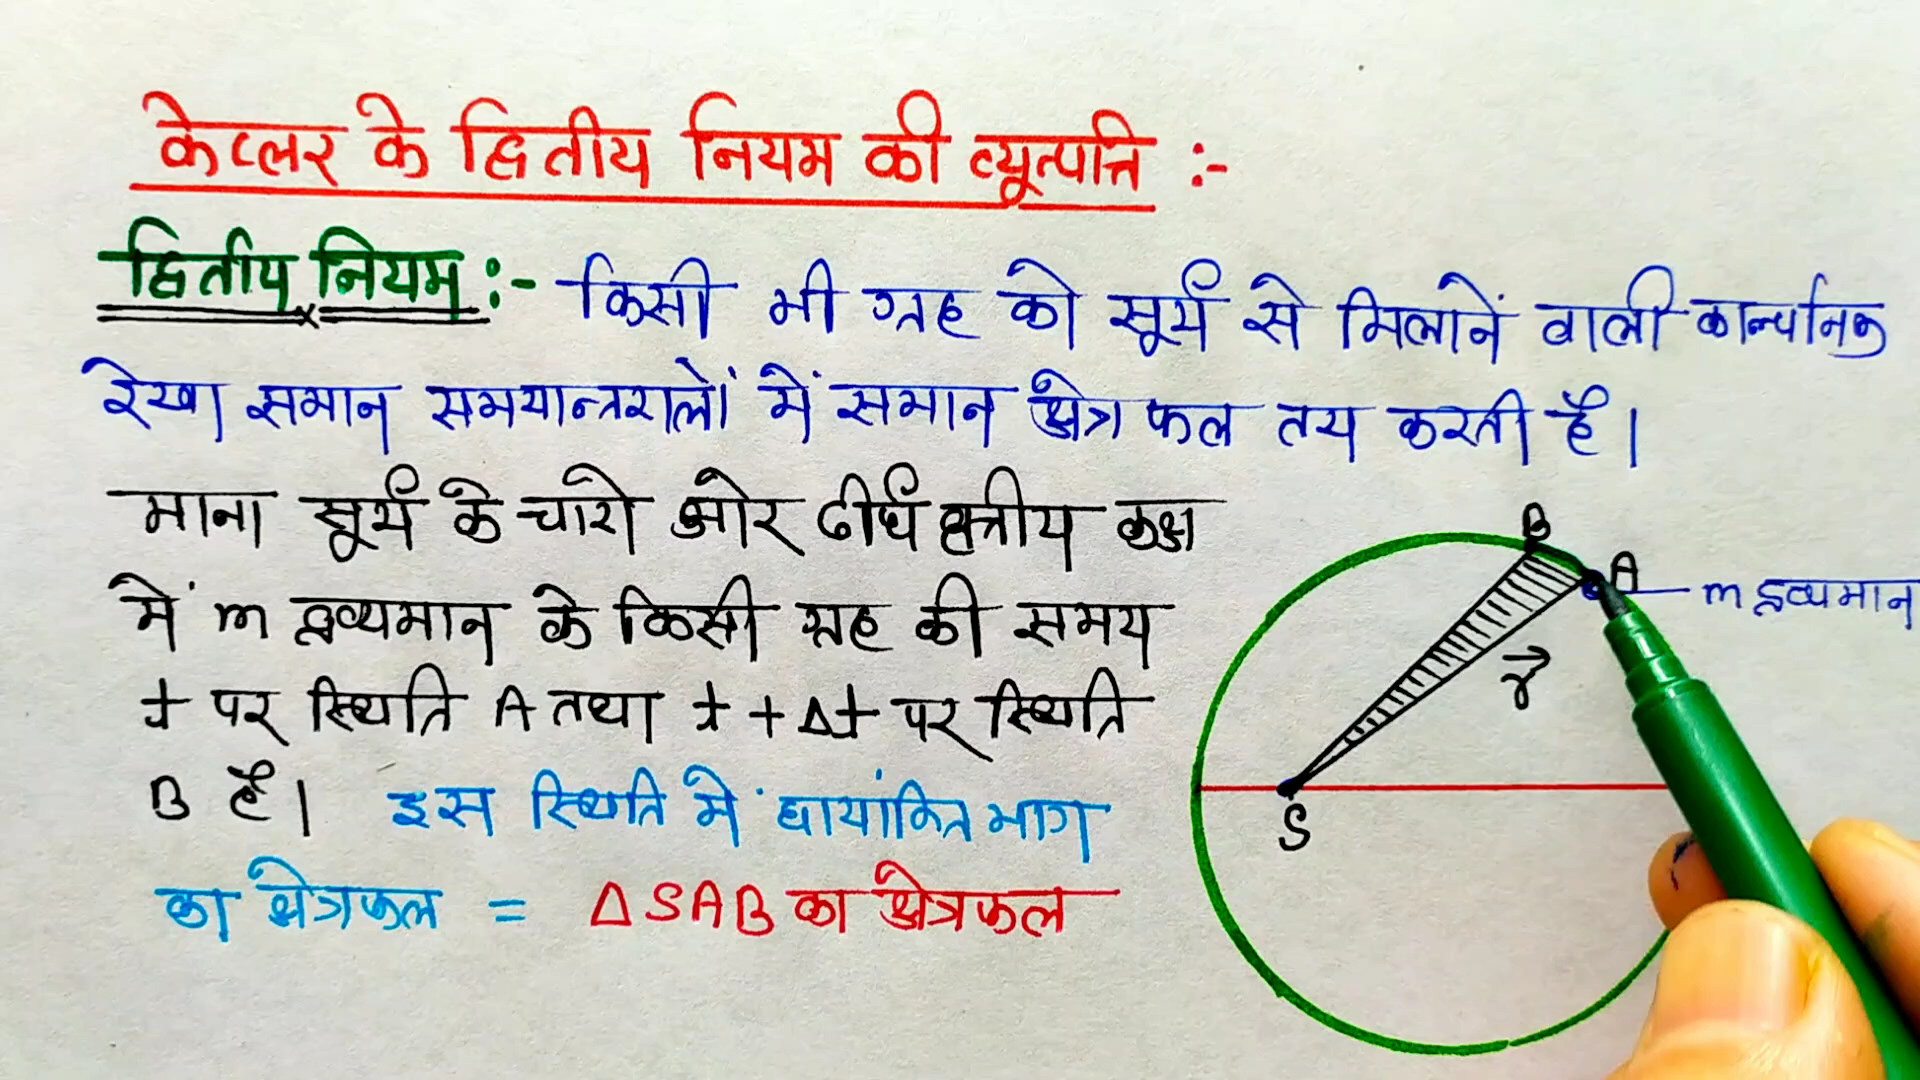 केप्लर के द्वितीय नियम की व्यूत्पत्ति :-
द्वितीय नियम :- किसी भी ग्रह को सूर्य से मिलानें वाली काल्पनिक
रेखा समान समयान्तरालों में समान क्षेत्रफल तय करती है।
माना सूर्य के चारो ओर दीर्घवृत्तीय कक्ष
में m द्रव्यमान के किसी ग्रह की समय
t पर स्थिति A तथा t + Δt पर स्थिति
B है। इस स्थिति में छायांकित भाग
का क्षेत्रफल = ΔSAB का क्षेत्रफल
B
A
m द्रव्यमान
r⃗
S